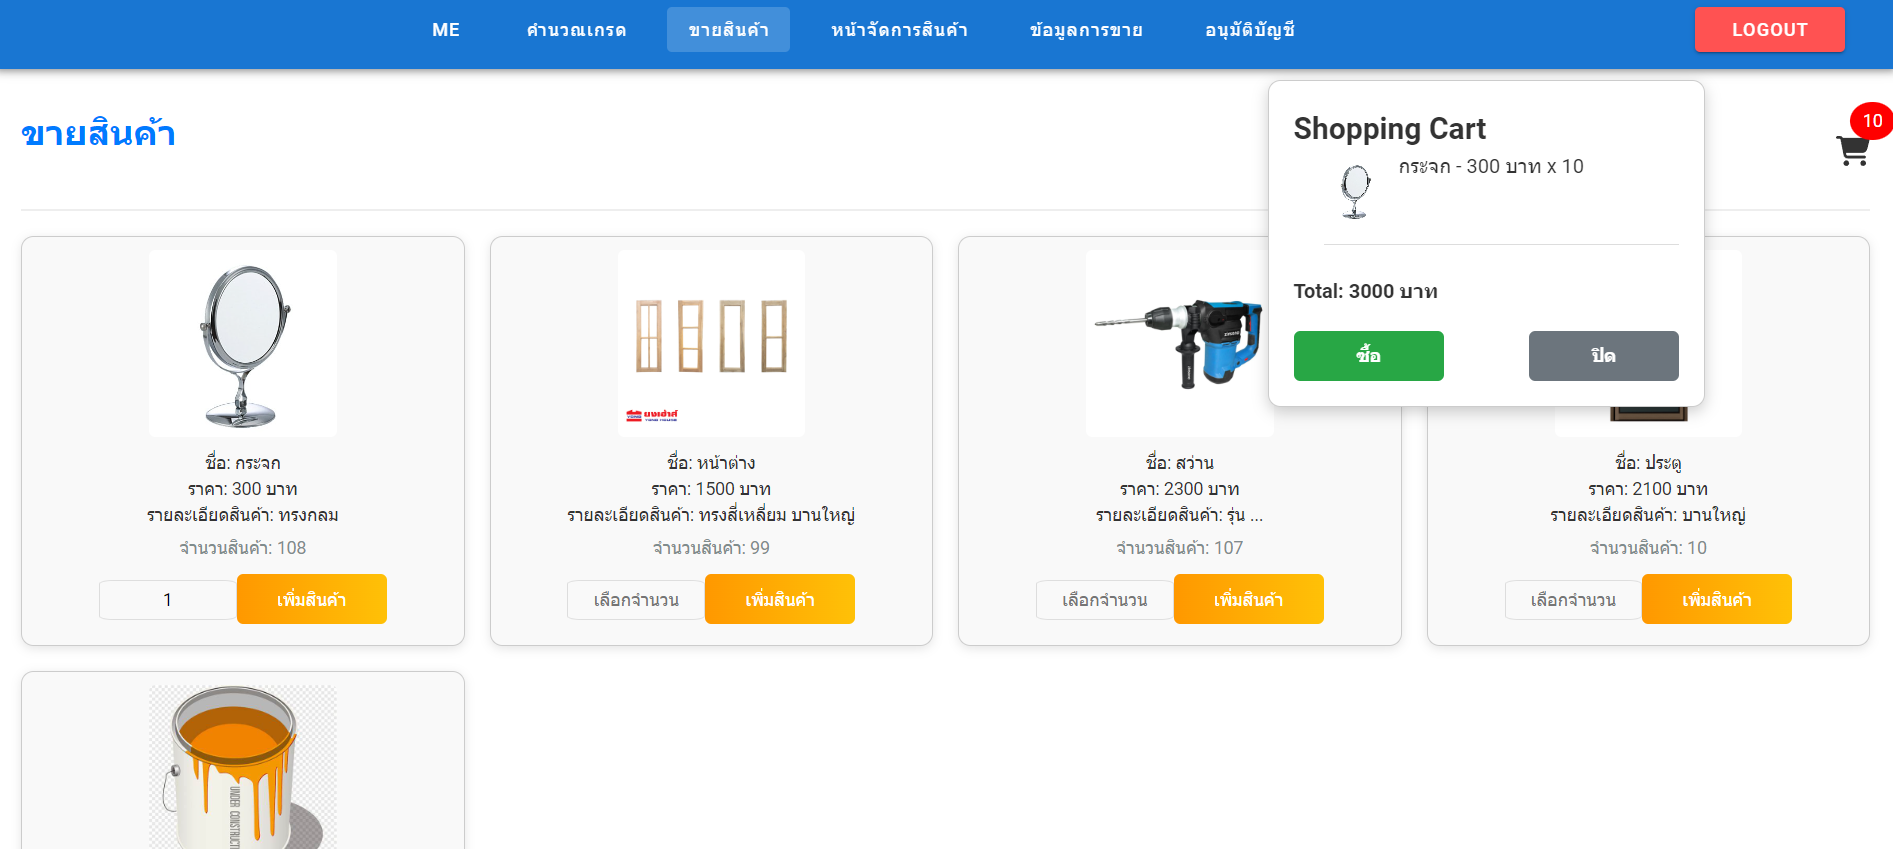 ME
คำนวณเกรด
ขายสินค้า
หน้าจัดการสินค้า
ข้อมูลการขาย
อนุมัติบัญชี
LOGOUT
ขายสินค้า
10
Shopping Cart
กระจก - 300 บาท x 10
Total: 3000 บาท
ซื้อ
ปิด
ชื่อ: กระจก
ราคา: 300 บาท
รายละเอียดสินค้า: ทรงกลม
จำนวนสินค้า: 108
1
เพิ่มสินค้า
ชื่อ: หน้าต่าง
ราคา: 1500 บาท
รายละเอียดสินค้า: ทรงสี่เหลี่ยม บานใหญ่
จำนวนสินค้า: 99
เลือกจำนวน
เพิ่มสินค้า
ชื่อ: สว่าน
ราคา: 2300 บาท
รายละเอียดสินค้า: รุ่น ...
จำนวนสินค้า: 107
เลือกจำนวน
เพิ่มสินค้า
ชื่อ: ประตู
ราคา: 2100 บาท
รายละเอียดสินค้า: บานใหญ่
จำนวนสินค้า: 10
เลือกจำนวน
เพิ่มสินค้า
UNDER CONSTRUCTI